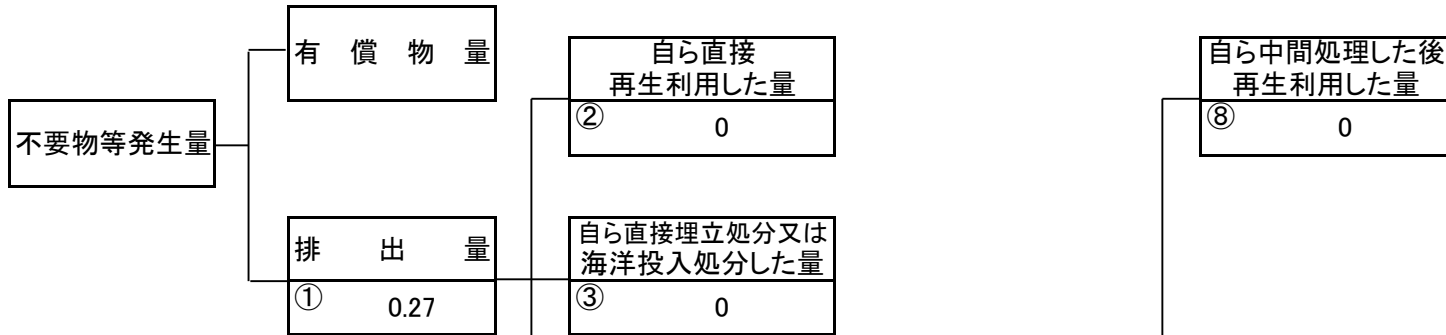 有償物量
自ら直接
再生利用した量
② 0
自ら中間処理した後
再生利用した量
⑧ 0
不要物等発生量
排出量
① 0.27
自ら直接埋立処分又は
海洋投入処分した量
③ 0